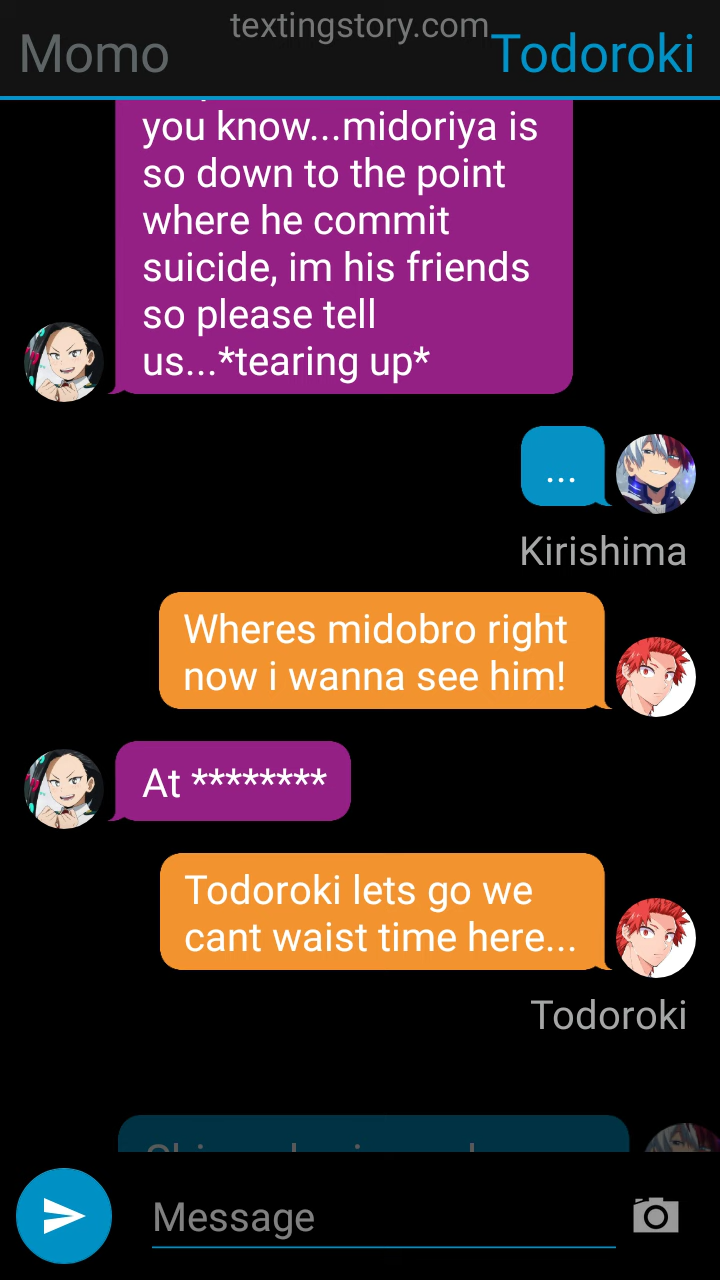 textingstory.com
Momo
Todoroki
you know...midoriya is
so down to the point
where he commit
suicide, im his friends
so please tell
us...*tearing up*
...
Kirishima
Wheres midobro right
now i wanna see him!
At ********
Todoroki lets go we
cant waist time here...
Todoroki
Message